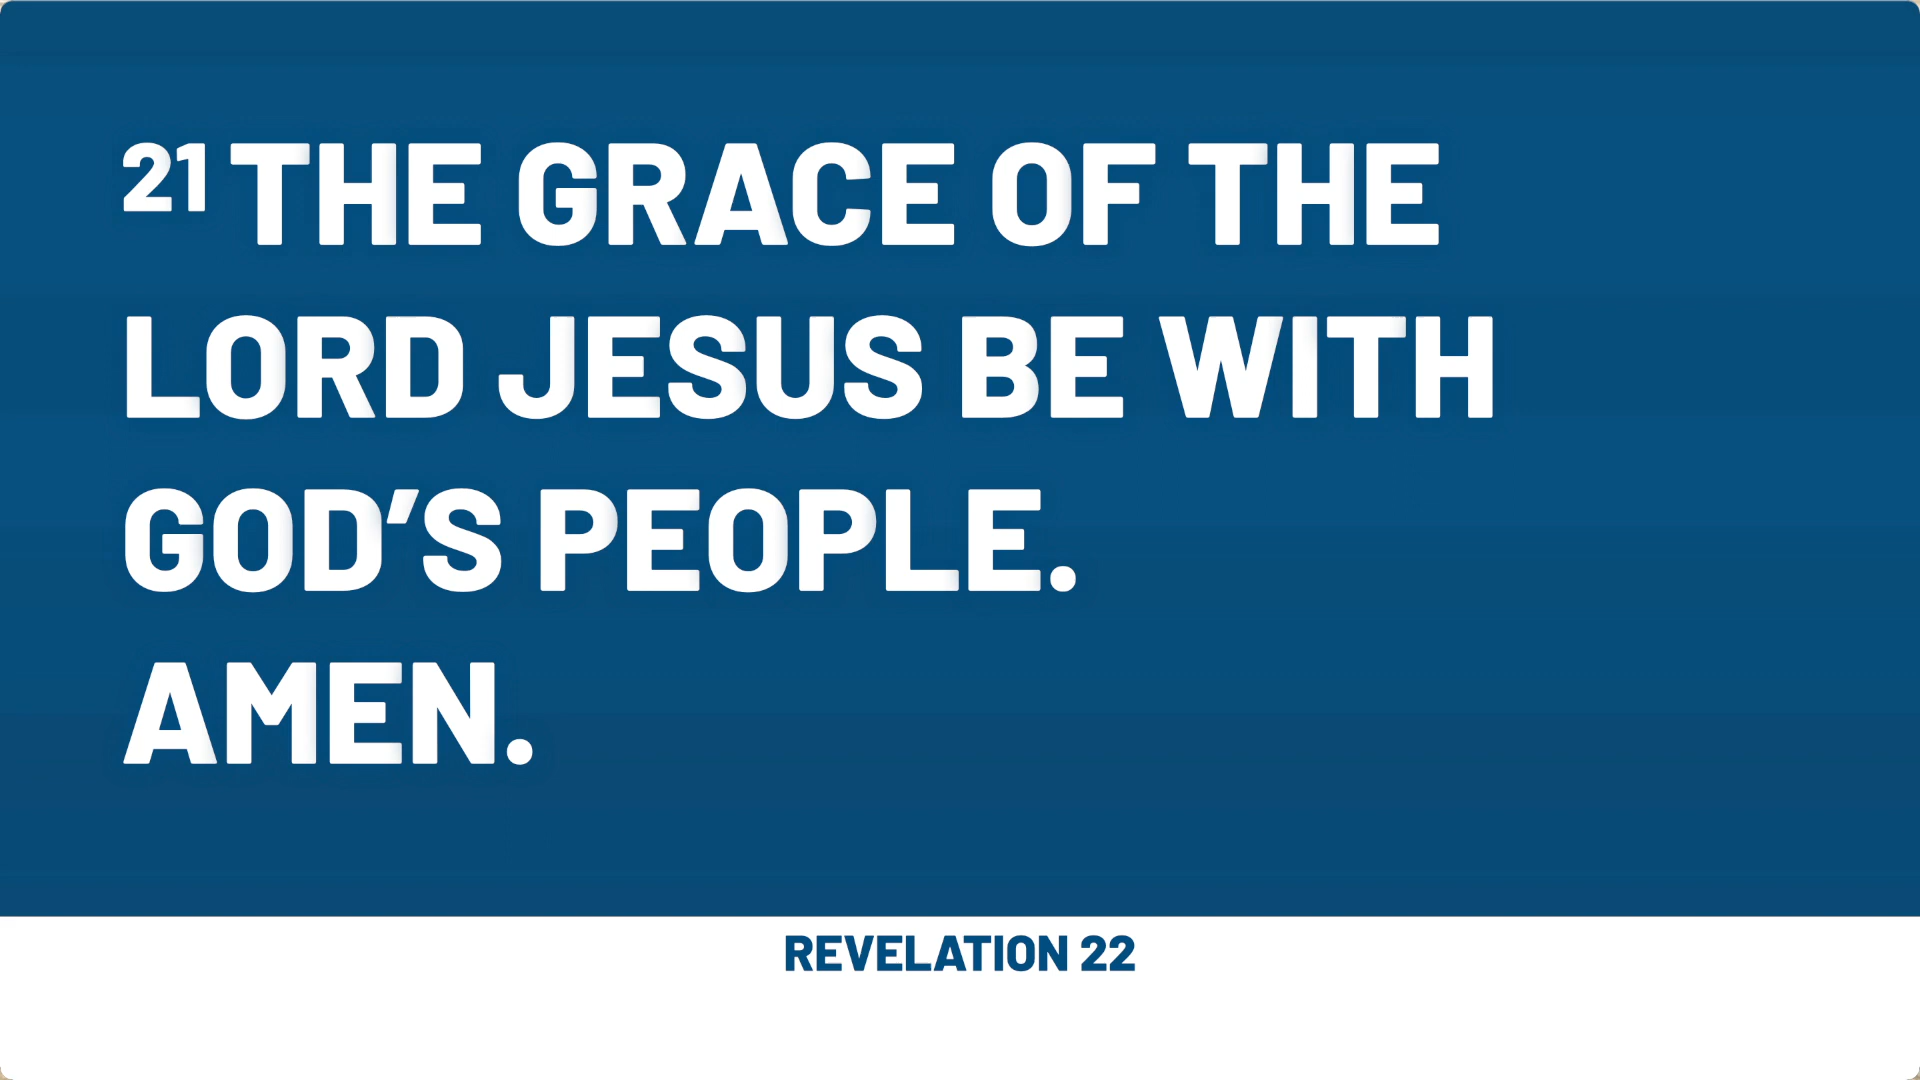 21 THE GRACE OF THE
LORD JESUS BE WITH
GOD’S PEOPLE.
AMEN.
REVELATION 22